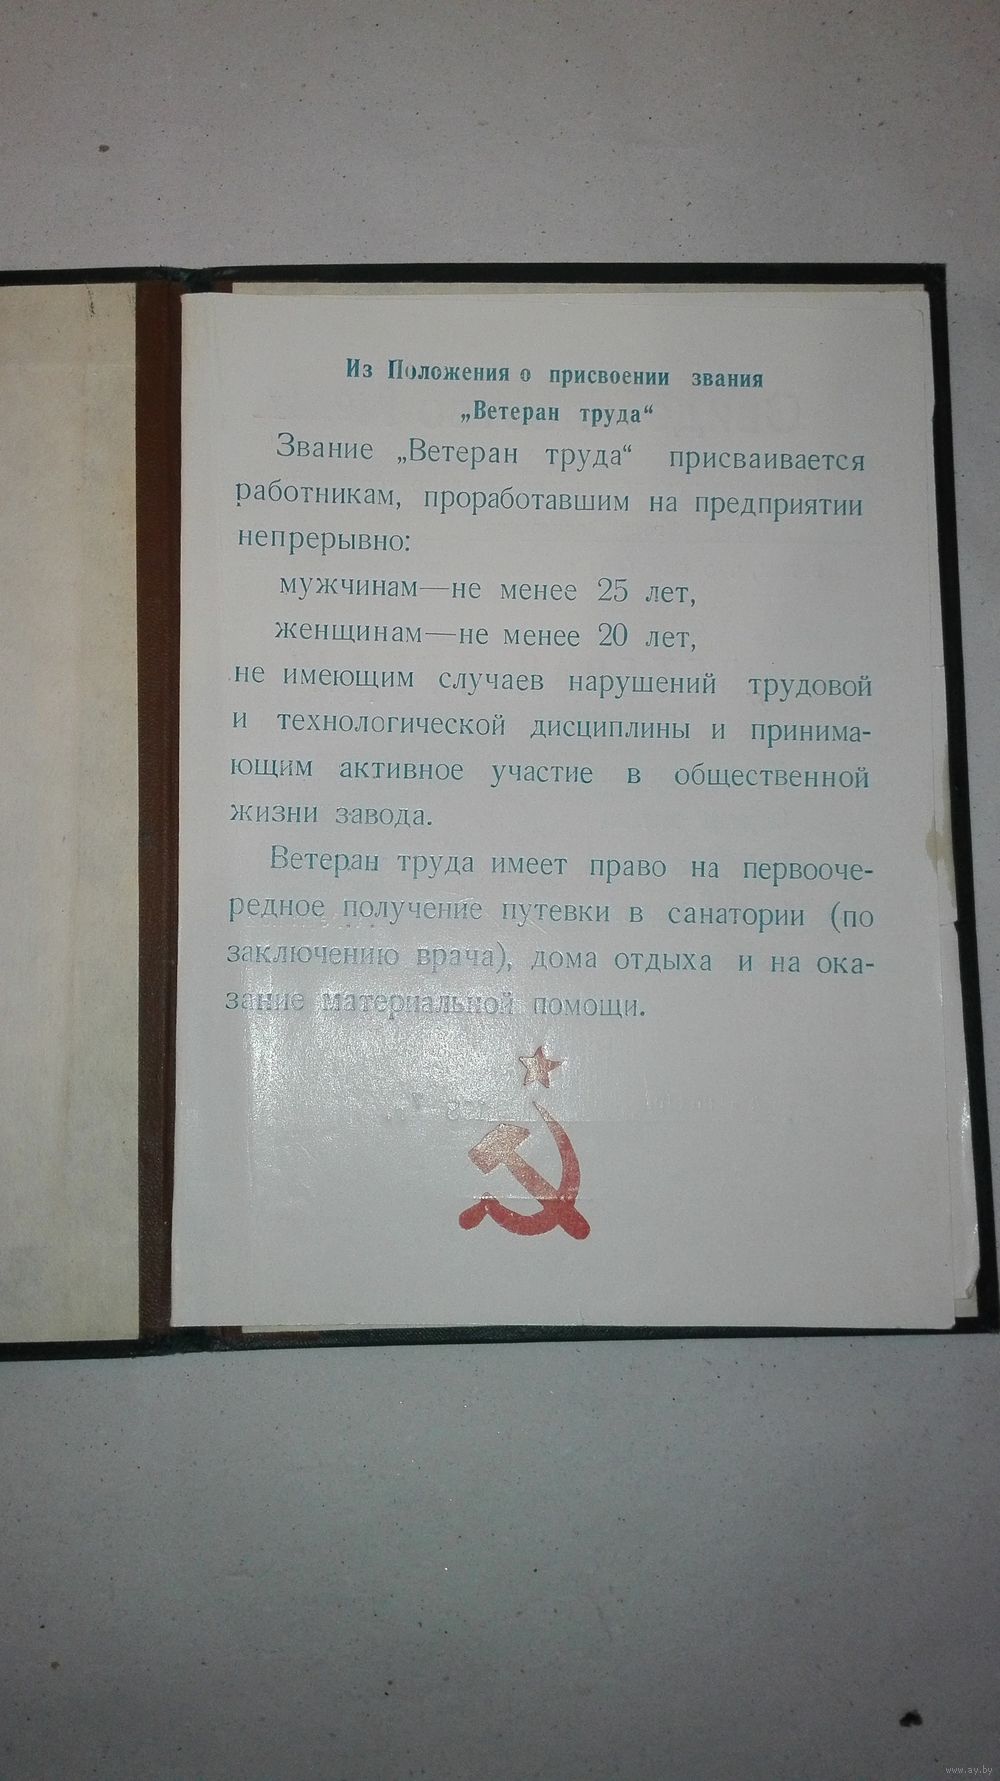 Из Положения о присвоении звания
„Ветеран труда“
Звание „Ветеран труда“ присваивается
работникам, проработавшим на предприятии
непрерывно:
мужчинам—не менее 25 лет,
женщинам—не менее 20 лет,
не имеющим случаев нарушений трудовой
и технологической дисциплины и принима-
ющим активное участие в общественной
жизни завода.
Ветеран труда имеет право на первооче-
редное получение путевки в санатории (по
заключению врача), дома отдыха и на ока-
зание материальной помощи.
www.ay.by